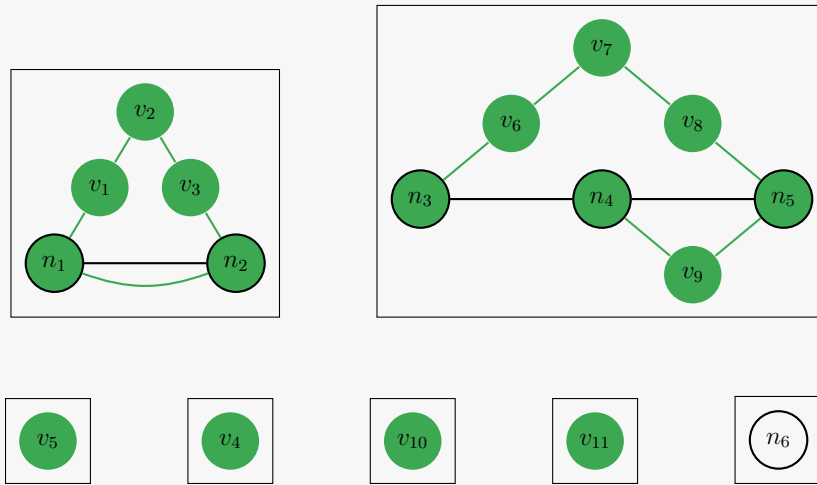 v₇
v₂
v₆ v₈
v₁ v₃
n₃ n₄ n₅
n₁ n₂
v₉
v₅ v₄ v₁₀ v₁₁ n₆